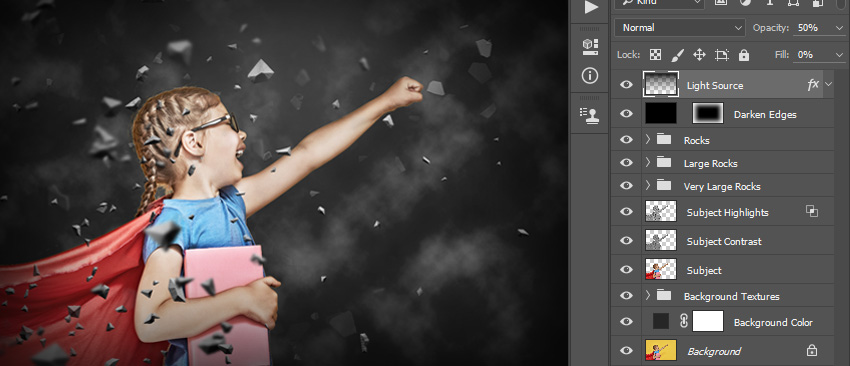 Kind
Normal Opacity: 50%
Lock: Fill: 0%
Light Source fx
Darken Edges
Rocks
Large Rocks
Very Large Rocks
Subject Highlights
Subject Contrast
Subject
Background Textures
Background Color
Background